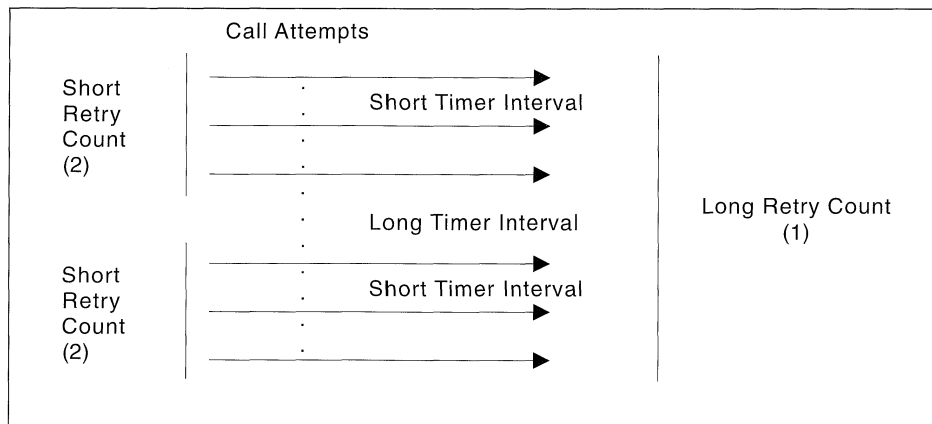 Call Attempts
Short
Retry
Count
(2)
Short Timer Interval
Long Timer Interval
Long Retry Count
(1)
Short
Retry
Count
(2)
Short Timer Interval